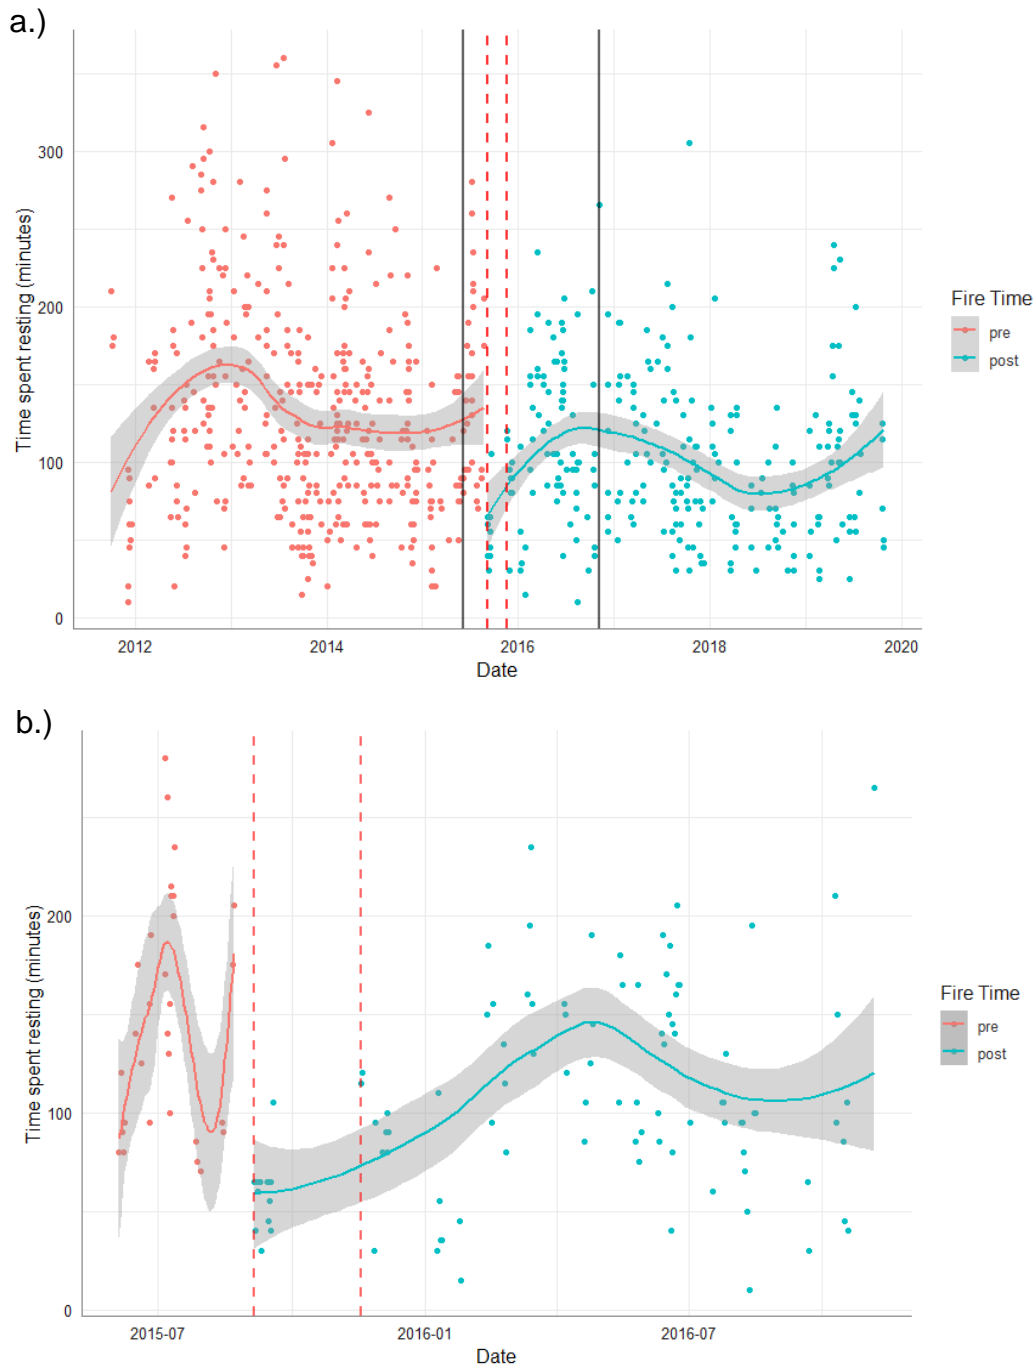 a.)
Time spent resting (minutes)
300
200
100
0
2012
2014
2016
2018
2020
Date
Fire Time
pre
post
b.)
Time spent resting (minutes)
200
100
0
2015-07
2016-01
2016-07
Date
Fire Time
pre
post